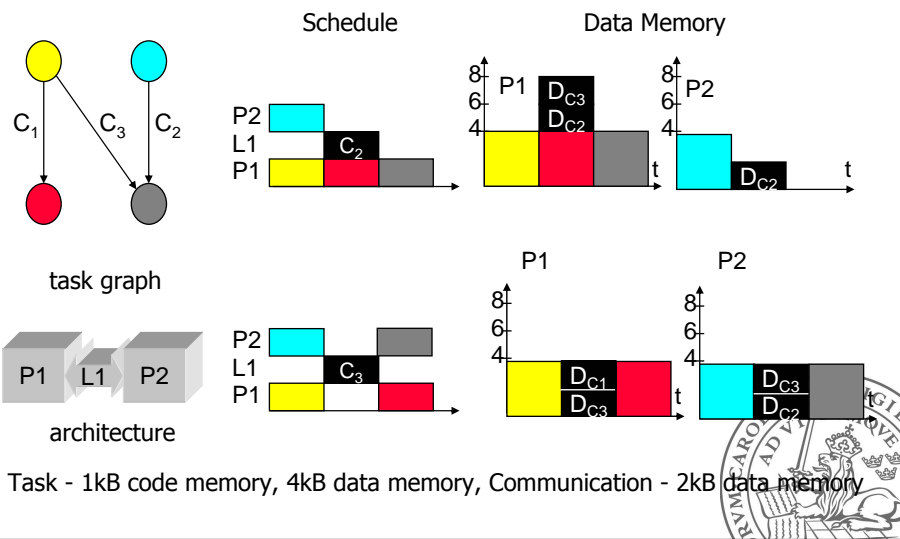 Schedule
Data Memory
C1
C3
C2
P2
L1
P1
C2
8
6
4
P1
DC3
DC2
t
8
6
4
P2
DC2
t
task graph
P1
L1
P2
architecture
P2
L1
P1
C3
P1
8
6
4
DC1
DC3
t
P2
8
6
4
DC3
DC2
t
Task - 1kB code memory, 4kB data memory, Communication - 2kB data memory